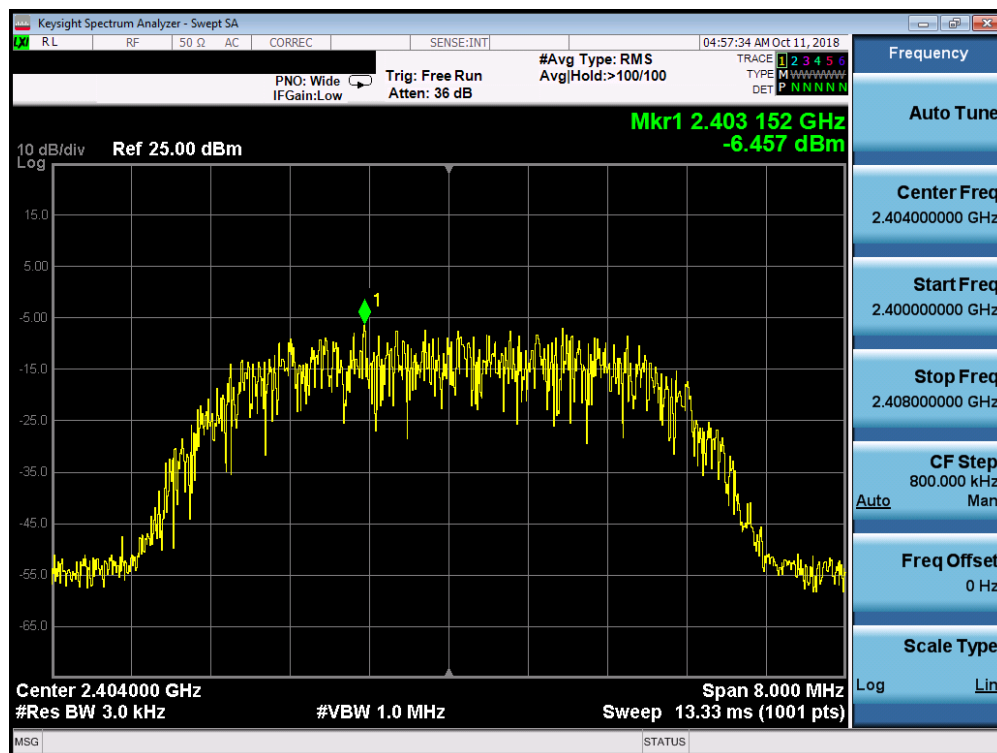 Keysight Spectrum Analyzer - Swept SA
LXI RL RF 50 Ω AC CORREC SENSE:INT 04:57:34 AM Oct 11, 2018
PNO: Wide
IFGain:Low
Trig: Free Run
Atten: 36 dB
#Avg Type: RMS
Avg|Hold:>100/100
TRACE 1 2 3 4 5 6
TYPE M WWWWW
DET P N N N N N
Mkr1 2.403 152 GHz
-6.457 dBm
10 dB/div Ref 25.00 dBm
Log
15.0
5.00
-5.00
-15.0
-25.0
-35.0
-45.0
-55.0
-65.0
1
Center 2.404000 GHz Span 8.000 MHz
#Res BW 3.0 kHz #VBW 1.0 MHz Sweep 13.33 ms (1001 pts)
MSG STATUS
Frequency
Auto Tune
Center Freq
2.404000000 GHz
Start Freq
2.400000000 GHz
Stop Freq
2.408000000 GHz
CF Step
800.000 kHz
Auto Man
Freq Offset
0 Hz
Scale Type
Log Lin